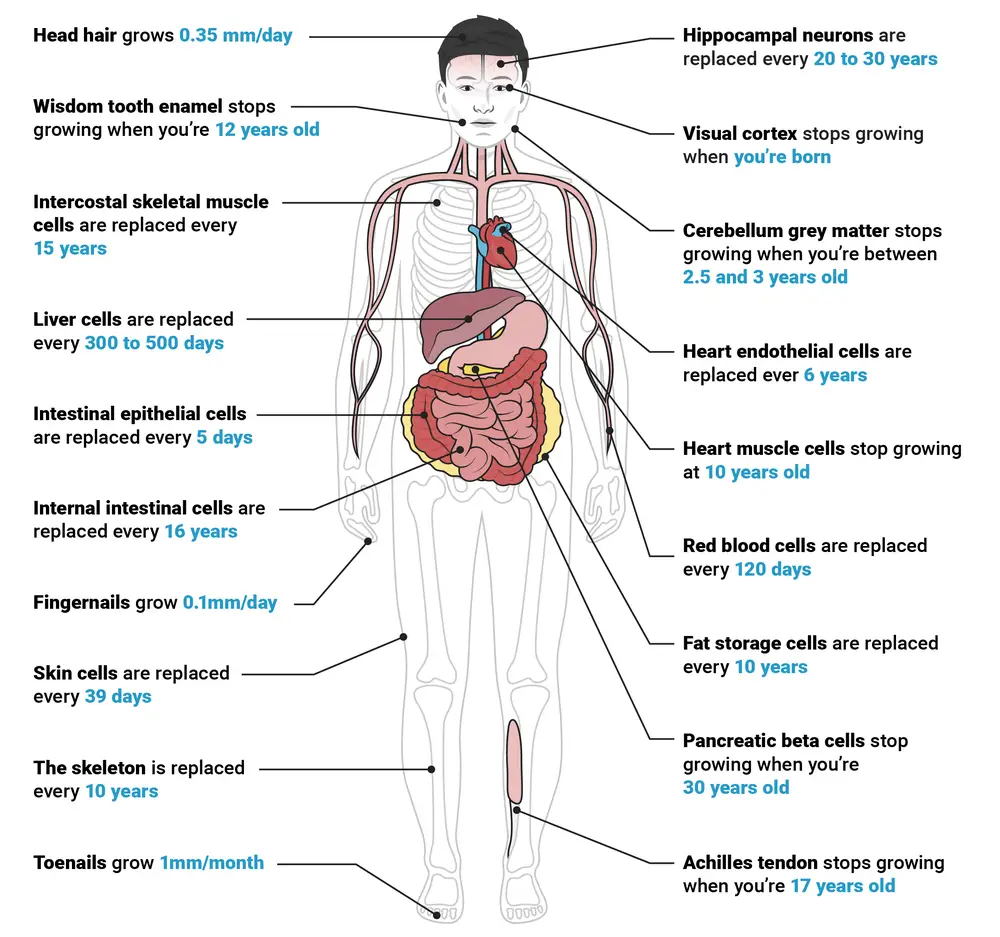 Head hair grows 0.35 mm/day
Wisdom tooth enamel stops
growing when you're 12 years old
Intercostal skeletal muscle
cells are replaced every
15 years
Liver cells are replaced
every 300 to 500 days
Intestinal epithelial cells
are replaced every 5 days
Internal intestinal cells are
replaced every 16 years
Fingernails grow 0.1mm/day
Skin cells are replaced
every 39 days
The skeleton is replaced
every 10 years
Toenails grow 1mm/month
Hippocampal neurons are
replaced every 20 to 30 years
Visual cortex stops growing
when you're born
Cerebellum grey matter stops
growing when you're between
2.5 and 3 years old
Heart endothelial cells are
replaced ever 6 years
Heart muscle cells stop growing
at 10 years old
Red blood cells are replaced
every 120 days
Fat storage cells are replaced
every 10 years
Pancreatic beta cells stop
growing when you're
30 years old
Achilles tendon stops growing
when you're 17 years old